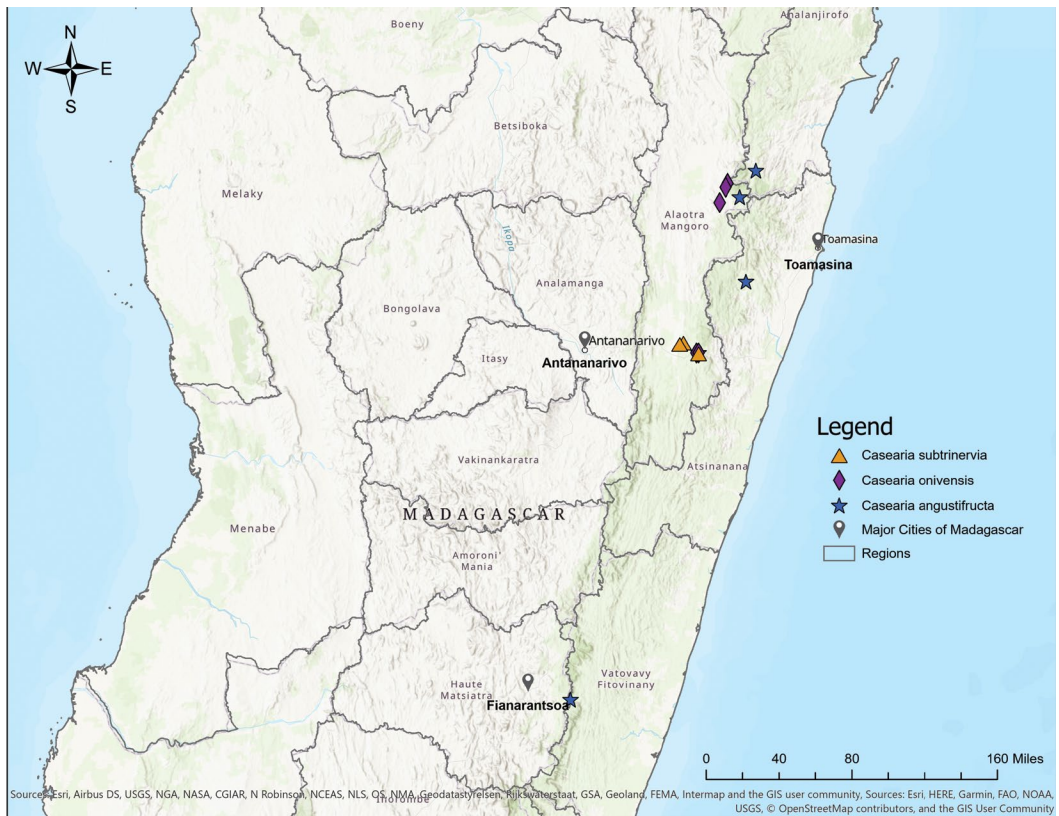 N
W E
S
Boeny
Analanjirofo
Betsiboka
Melaky
Alaotra
Mangoro
Ikopa
Toamasina
Toamasina
Analamanga
Bongolava
Antananarivo
Antananarivo
Itasy
Legend
Casearia subtrinervia
Casearia onivensis
Casearia angustifructa
Major Cities of Madagascar
Regions
Vakinankaratra
Atsinanana
MADAGASCAR
Menabe
Amoroni'
Mania
Haute
Matsiatra
Vatovavy
Fitovinany
Fianarantsoa
0 40 80 160 Miles
Ihorombe
Sources: Esri, Airbus DS, USGS, NGA, NASA, CGIAR, N Robinson, NCEAS, NLS, OS, NMA, Geodatastyrelsen, Rijkswaterstaat, GSA, Geoland, FEMA, Intermap and the GIS user community, Sources: Esri, HERE, Garmin, FAO, NOAA,
USGS, © OpenStreetMap contributors, and the GIS User Community